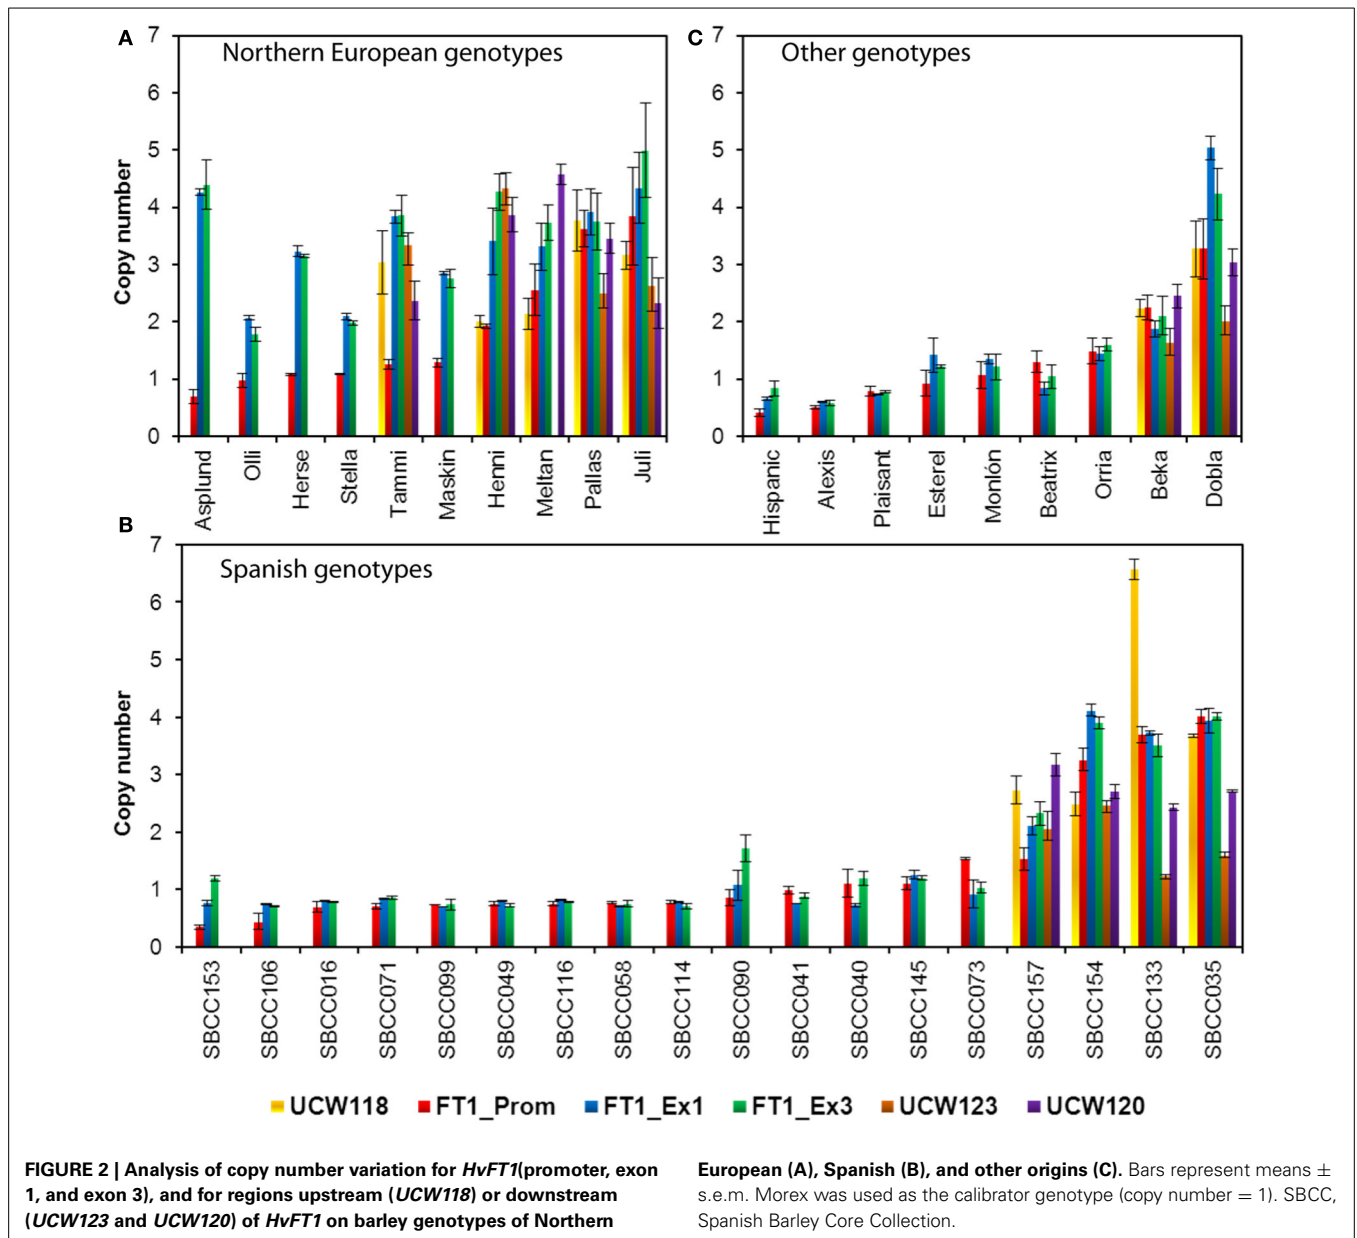 A
Northern European genotypes
Copy number
7
6
5
4
3
2
1
0
Asplund
Olli
Herse
Stella
Tammi
Maskin
Henni
Meltan
Pallas
Juli
C
Other genotypes
7
6
5
4
3
2
1
0
Copy number
Hispanic
Alexis
Plaisant
Esterel
Monlón
Beatrix
Orria
Beka
Dobla
B
Spanish genotypes
Copy number
7
6
5
4
3
2
1
0
SBCC153
SBCC106
SBCC016
SBCC071
SBCC099
SBCC049
SBCC116
SBCC058
SBCC114
SBCC090
SBCC041
SBCC040
SBCC145
SBCC073
SBCC157
SBCC154
SBCC133
SBCC035
UCW118 FT1_Prom FT1_Ex1 FT1_Ex3 UCW123 UCW120
FIGURE 2 | Analysis of copy number variation for HvFT1(promoter, exon
1, and exon 3), and for regions upstream (UCW118) or downstream
(UCW123 and UCW120) of HvFT1 on barley genotypes of Northern
European (A), Spanish (B), and other origins (C). Bars represent means ±
s.e.m. Morex was used as the calibrator genotype (copy number = 1). SBCC,
Spanish Barley Core Collection.